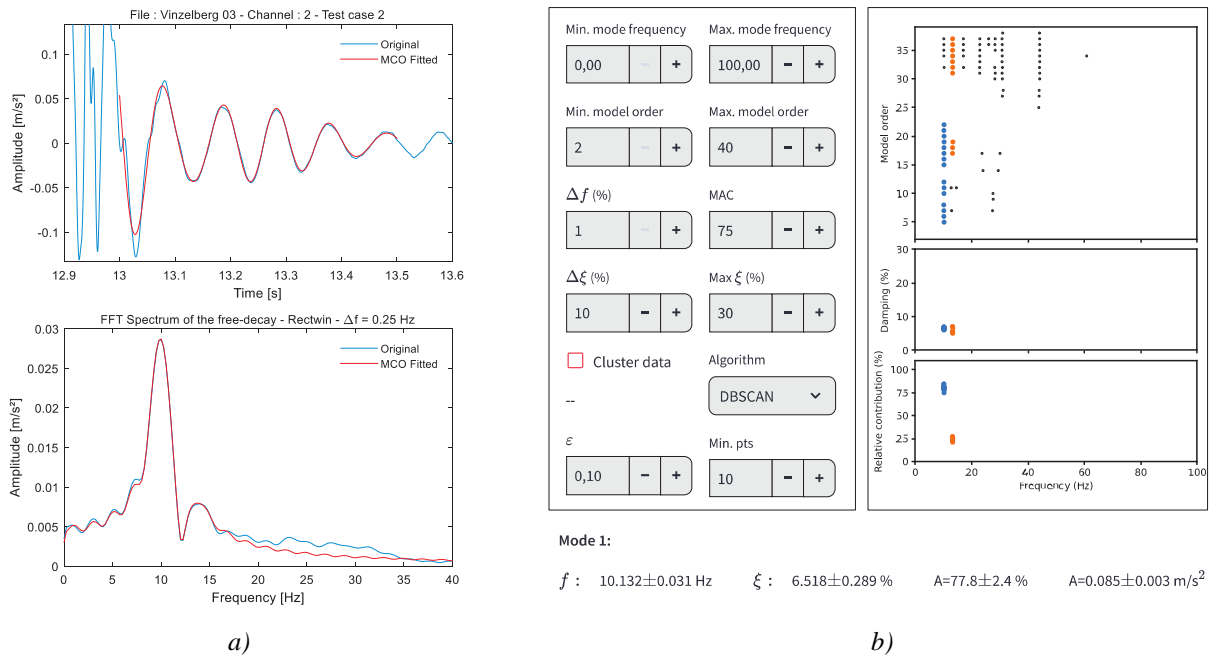 File : Vinzelberg 03 - Channel : 2 - Test case 2
Original
MCO Fitted
Amplitude [m/s²]
0.1
0.05
0
-0.05
-0.1
12.9 13 13.1 13.2 13.3 13.4 13.5 13.6
Time [s]
FFT Spectrum of the free-decay - Rectwin - Δf = 0.25 Hz
Original
MCO Fitted
Amplitude [m/s²]
0.03
0.025
0.02
0.015
0.01
0.005
0
0 5 10 15 20 25 30 35 40
Frequency [Hz]
a)
Min. mode frequency Max. mode frequency
0,00 - + 100,00 - +
Min. model order Max. model order
2 - + 40 - +
Δf (%) MAC
1 - + 75 - +
Δξ (%) Max ξ (%)
10 - + 30 - +
Cluster data Algorithm
-- DBSCAN
ε Min. pts
0,10 - + 10 - +
Model order
35
30
25
20
15
10
5
Damping (%)
30
20
10
0
Relative contribution (%)
100
75
50
25
0
0 20 40 60 80 100
Frequency (Hz)
Mode 1:
f : 10.132±0.031 Hz ξ : 6.518±0.289 % A=77.8±2.4 % A=0.085±0.003 m/s²
b)